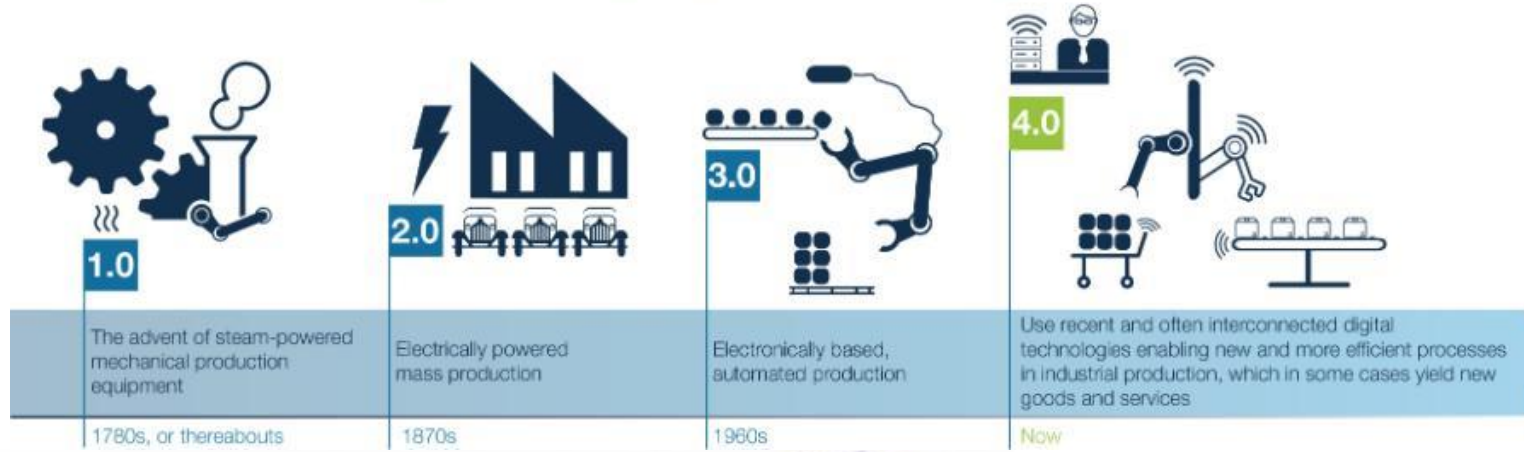 1.0
The advent of steam-powered
mechanical production
equipment
1780s, or thereabouts
2.0
Electrically powered
mass production
1870s
3.0
Electronically based,
automated production
1960s
4.0
Use recent and often interconnected digital
technologies enabling new and more efficient processes
in industrial production, which in some cases yield new
goods and services
Now